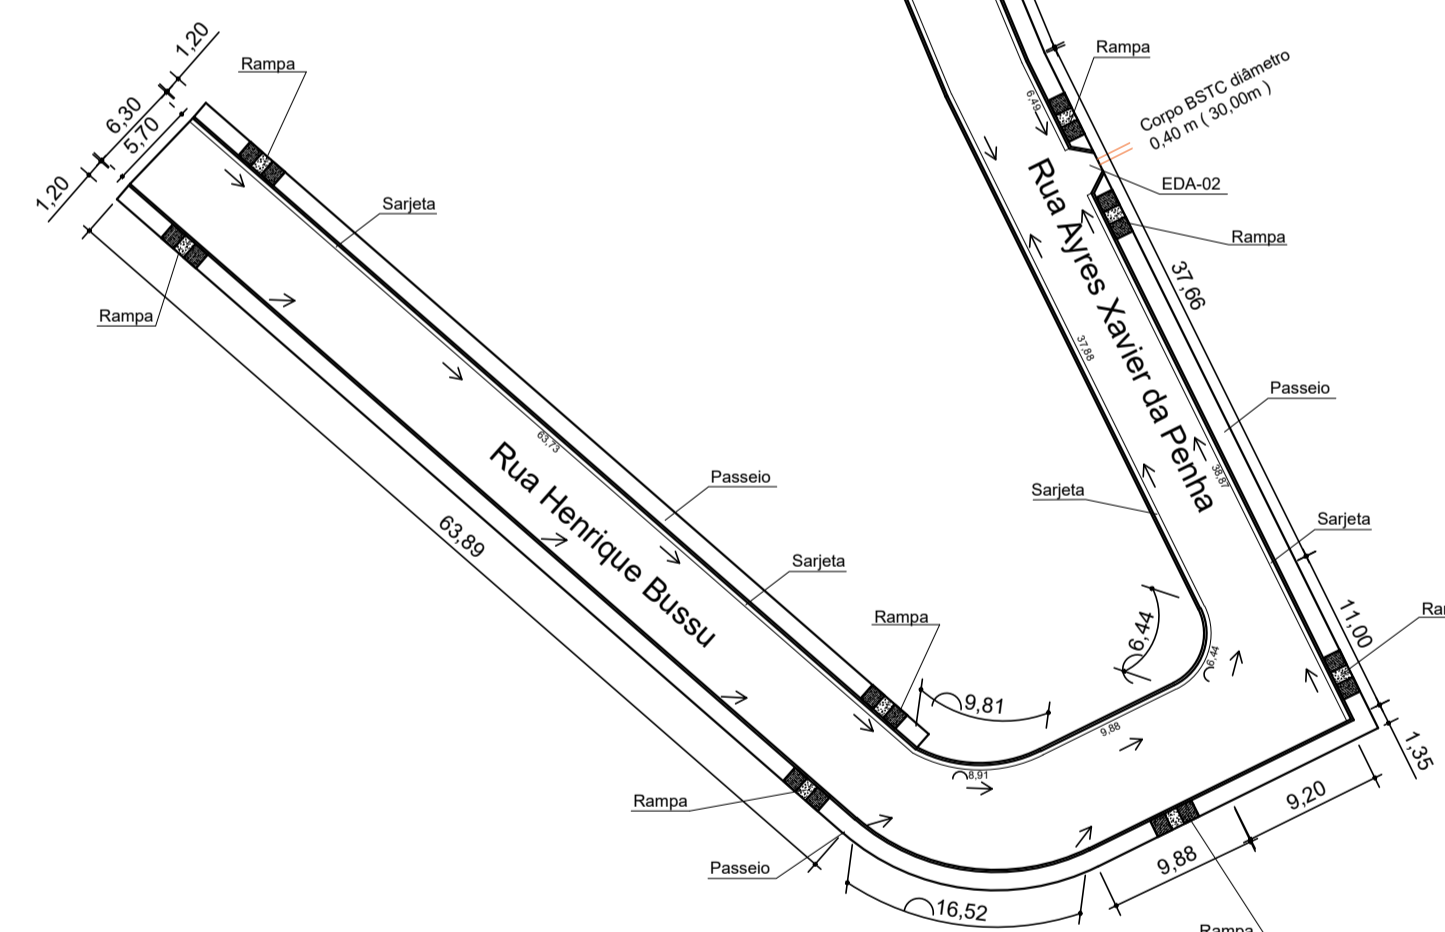 1,20
6,30
5,70
1,20
Rampa
Sarjeta
Rampa
63,73
Rua Henrique Bussu
63,89
Passeio
Sarjeta
Rampa
9,81
8,91
9,88
6,44
6,44
Rampa
Passeio
16,52
9,88
9,20
Rampa
1,35
11,00
Ra
Sarjeta
Sarjeta
38,87
Passeio
37,66
37,88
Rua Ayres Xavier da Penha
Rampa
EDA-02
Corpo BSTC diâmetro
0,40 m ( 30,00m )
Rampa
6,49